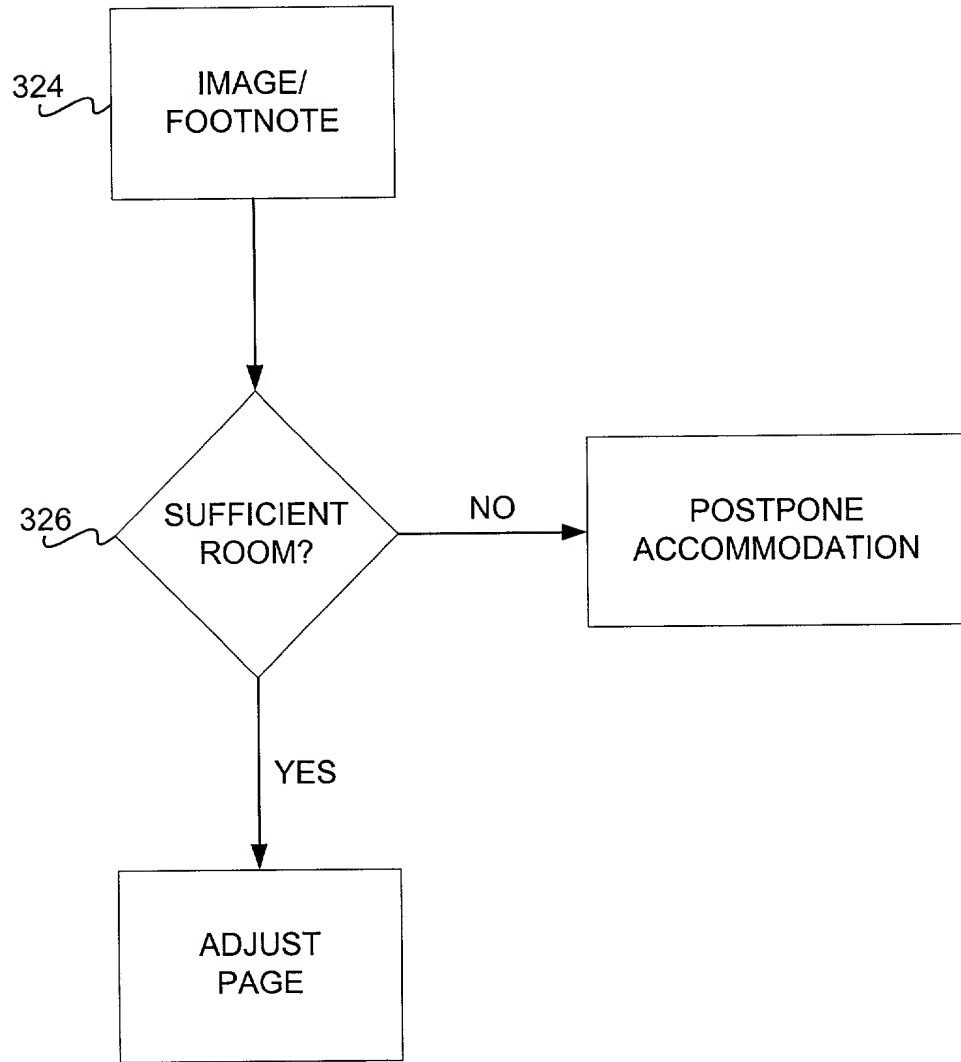 324
IMAGE/
FOOTNOTE
326
SUFFICIENT
ROOM?
NO
POSTPONE
ACCOMMODATION
YES
ADJUST
PAGE